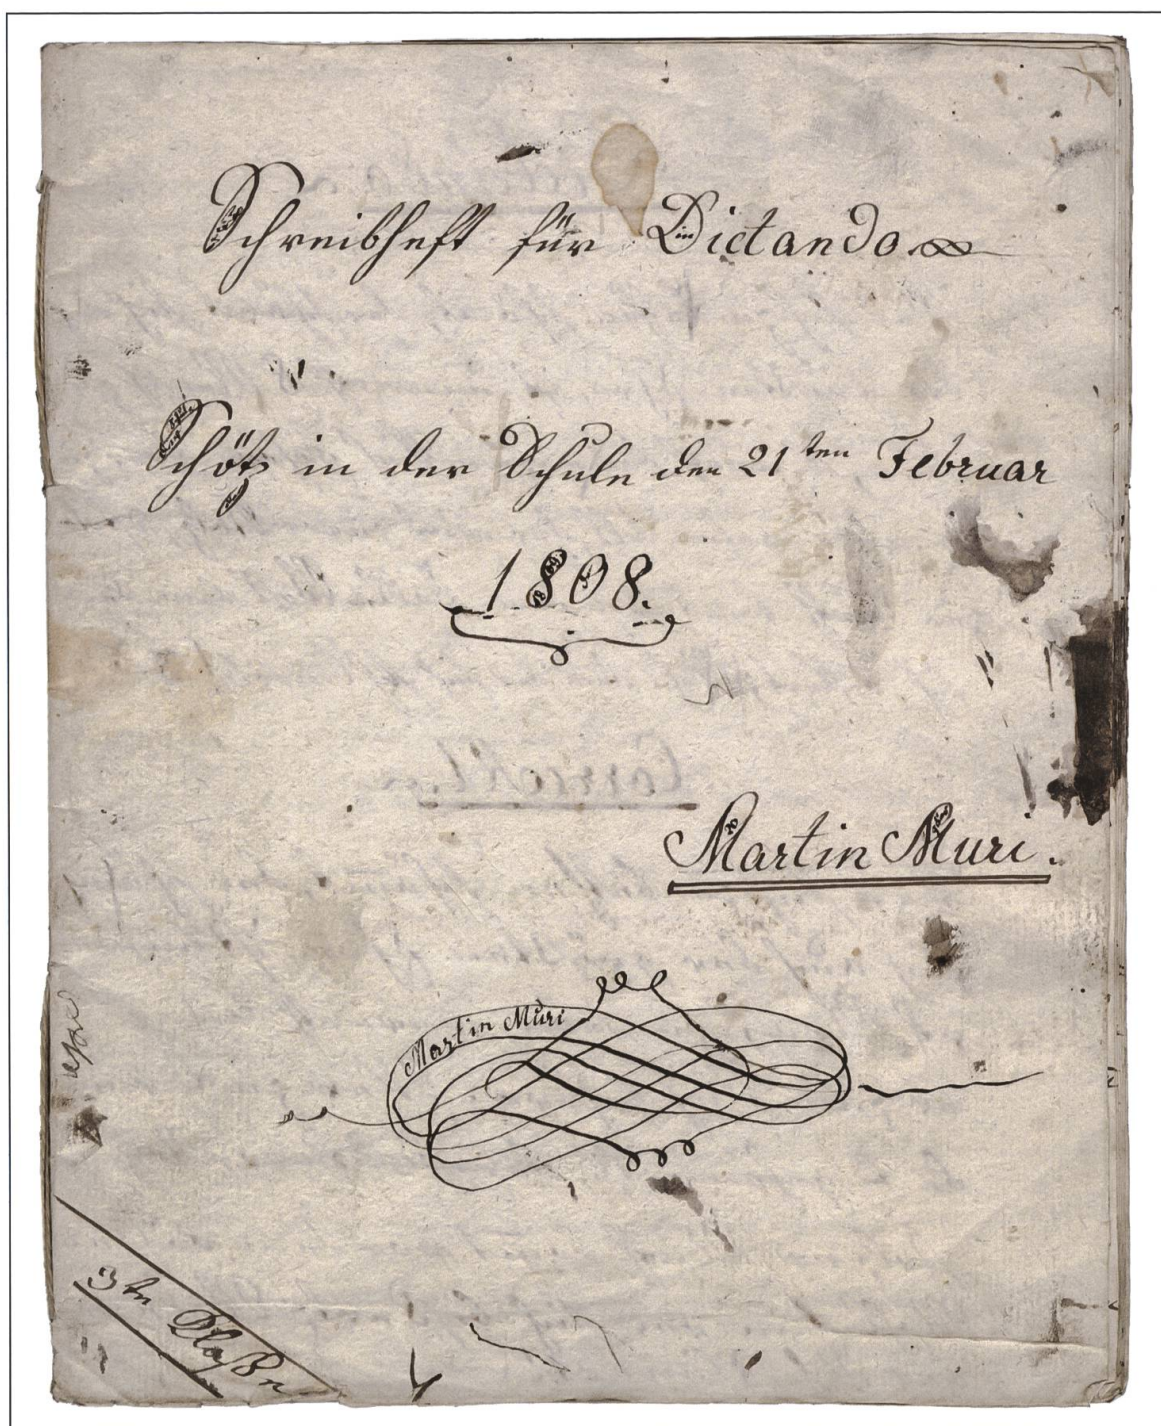 Schreibheft für Dictando
Schötz in der Schule den 21ten Februar
1808.
Martin Muri.
Martin Muri
3te Claße